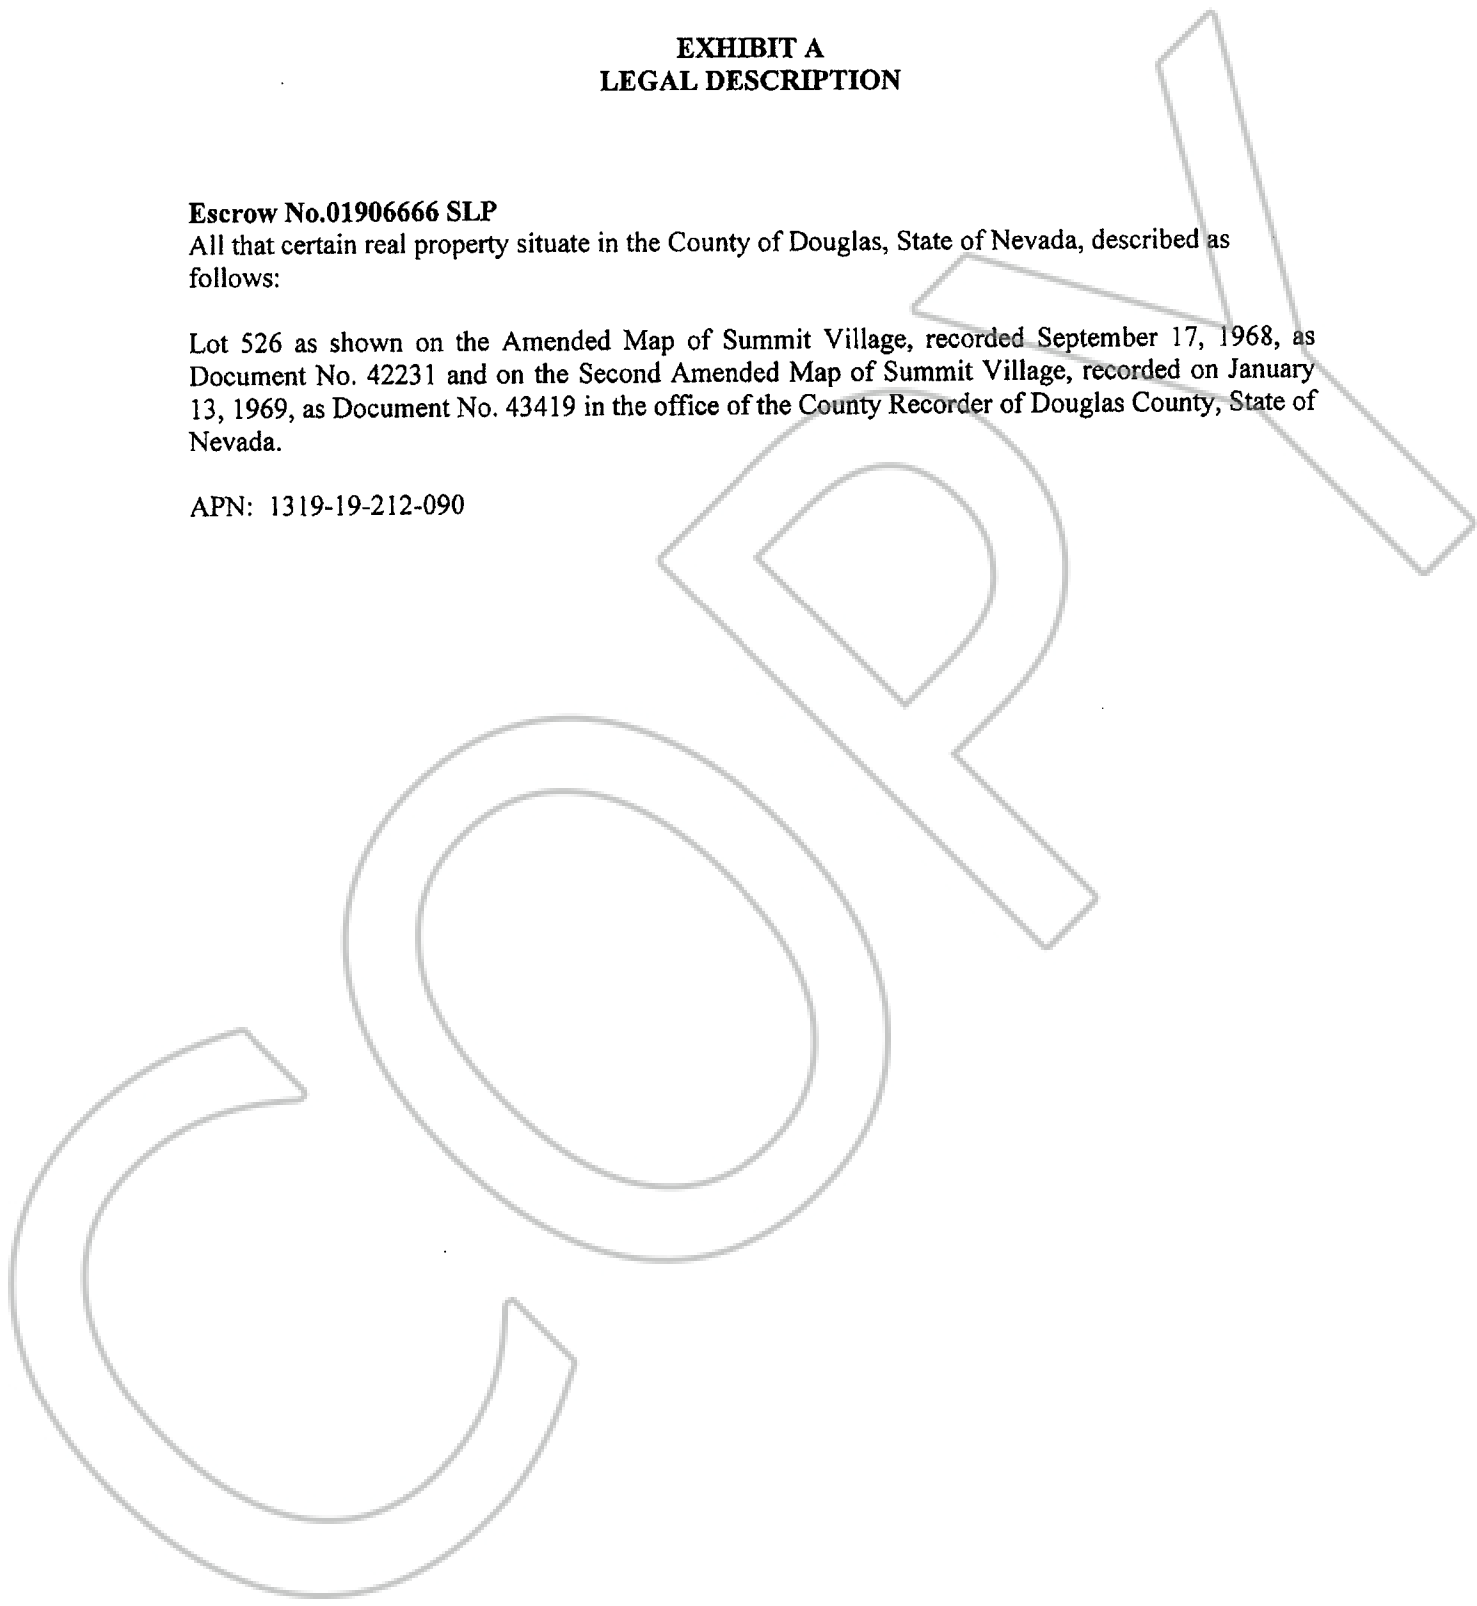 EXHIBIT A
LEGAL DESCRIPTION
Escrow No.01906666 SLP
All that certain real property situate in the County of Douglas, State of Nevada, described as
follows:
Lot 526 as shown on the Amended Map of Summit Village, recorded September 17, 1968, as
Document No. 42231 and on the Second Amended Map of Summit Village, recorded on January
13, 1969, as Document No. 43419 in the office of the County Recorder of Douglas County, State of
Nevada.
APN: 1319-19-212-090
COPY